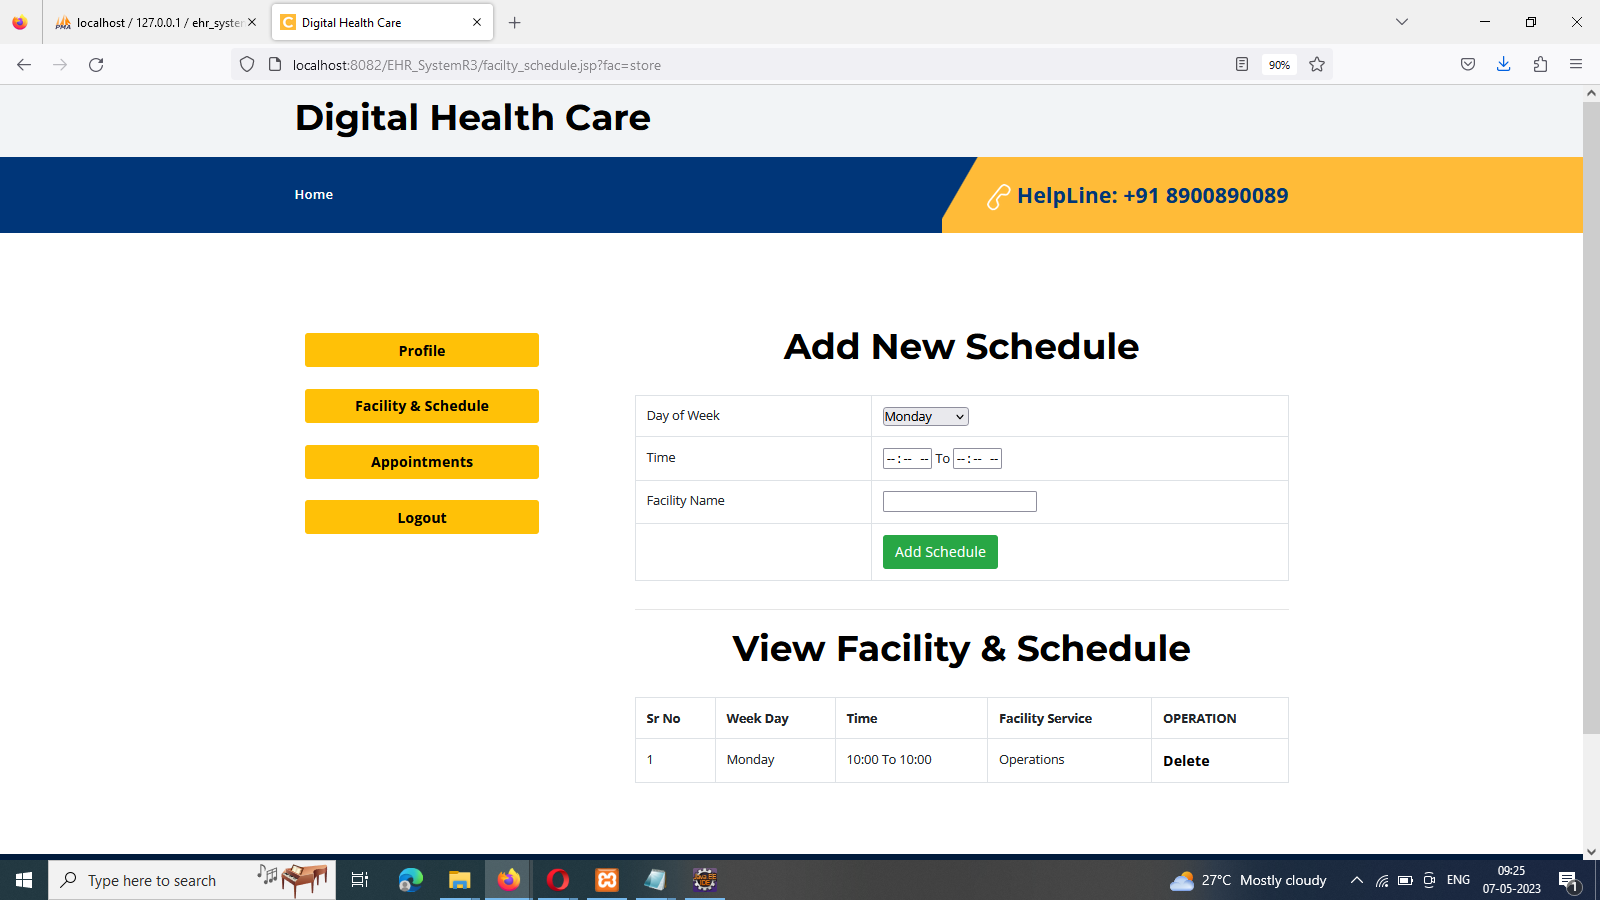 localhost / 127.0.0.1 / ehr_syster
Digital Health Care
localhost:8082/EHR_SystemR3/facilty_schedule.jsp?fac=store
90%
Digital Health Care
Home
HelpLine: +91 8900890089
Profile
Facility & Schedule
Appointments
Logout
Add New Schedule
Day of Week
Monday
Time
--:-- -- To --:-- --
Facility Name
Add Schedule
View Facility & Schedule
Sr No Week Day Time Facility Service OPERATION
1 Monday 10:00 To 10:00 Operations Delete
Type here to search
27°C Mostly cloudy
ENG
09:25
07-05-2023
1